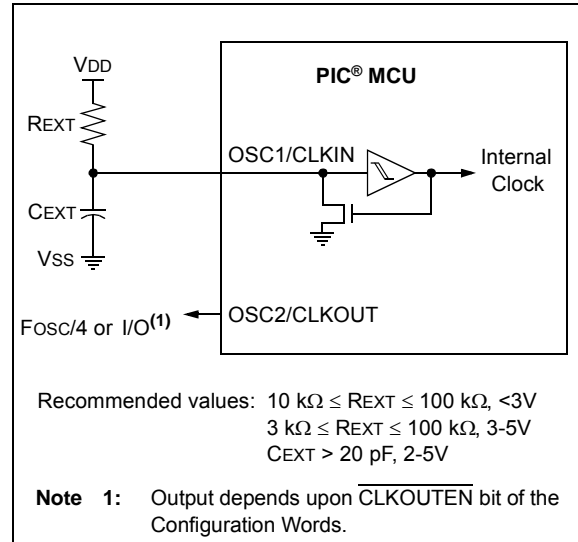 VDD
PIC® MCU
REXT
OSC1/CLKIN
Internal
Clock
CEXT
VSS
OSC2/CLKOUT
FOSC/4 or I/O(1)
Recommended values: 10 kΩ ≤ REXT ≤ 100 kΩ, <3V
3 kΩ ≤ REXT ≤ 100 kΩ, 3-5V
CEXT > 20 pF, 2-5V
Note 1: Output depends upon C̅L̅K̅O̅U̅T̅E̅N̅ bit of the
Configuration Words.